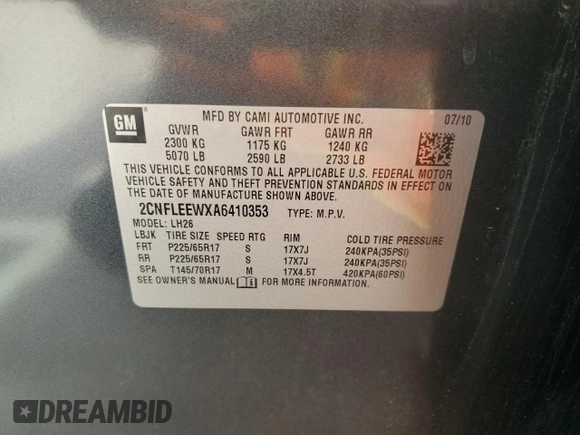 GM
MFD BY CAMI AUTOMOTIVE INC. 07/10
GVWR GAWR FRT GAWR RR
2300 KG 1175 KG 1240 KG
5070 LB 2590 LB 2733 LB
THIS VEHICLE CONFORMS TO ALL APPLICABLE U.S. FEDERAL MOTOR
VEHICLE SAFETY AND THEFT PREVENTION STANDARDS IN EFFECT ON
THE DATE OF MANUFACTURE SHOWN ABOVE.
2CNFLEEWXA6410353 TYPE: M.P.V.
MODEL: LH26
LBJK TIRE SIZE SPEED RTG RIM COLD TIRE PRESSURE
FRT P225/65R17 S 17X7J 240KPA(35PSI)
RR P225/65R17 S 17X7J 240KPA(35PSI)
SPA T145/70R17 M 17X4.5T 420KPA(60PSI)
SEE OWNER'S MANUAL FOR MORE INFORMATION.
DREAMBID